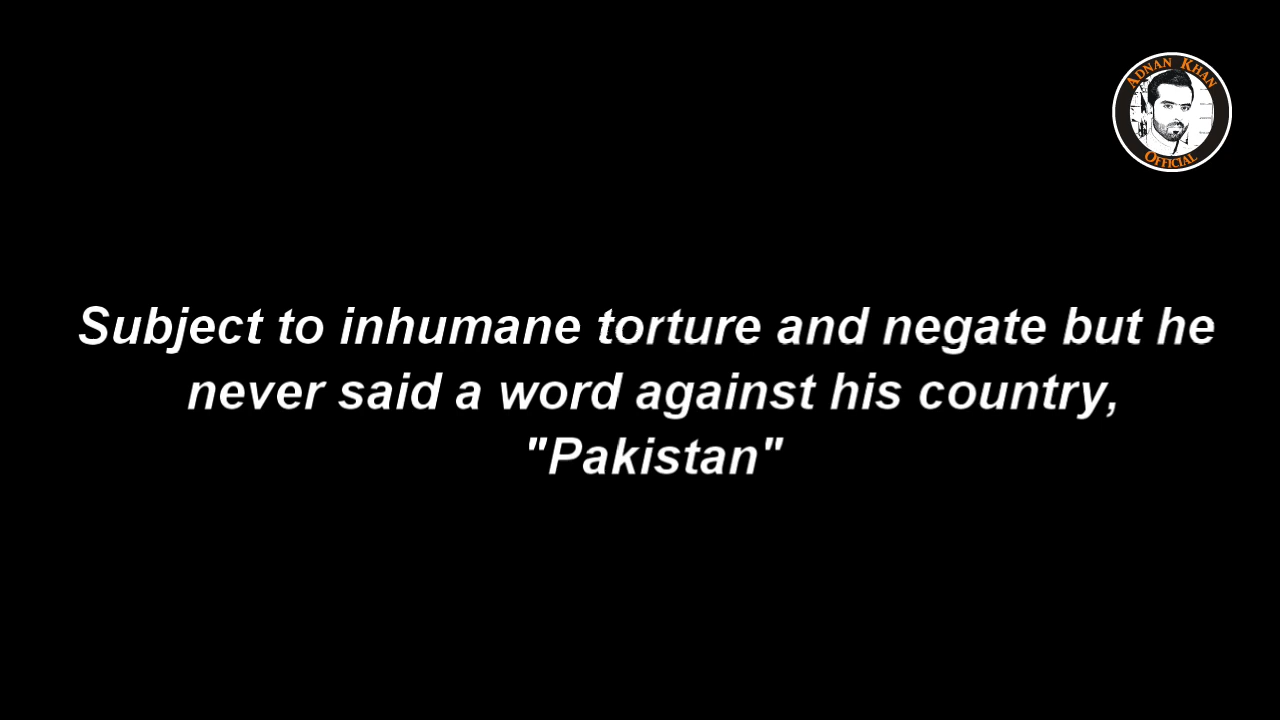 ADNAN KHAN
OFFICIAL
Subject to inhumane torture and negate but he
never said a word against his country,
"Pakistan"